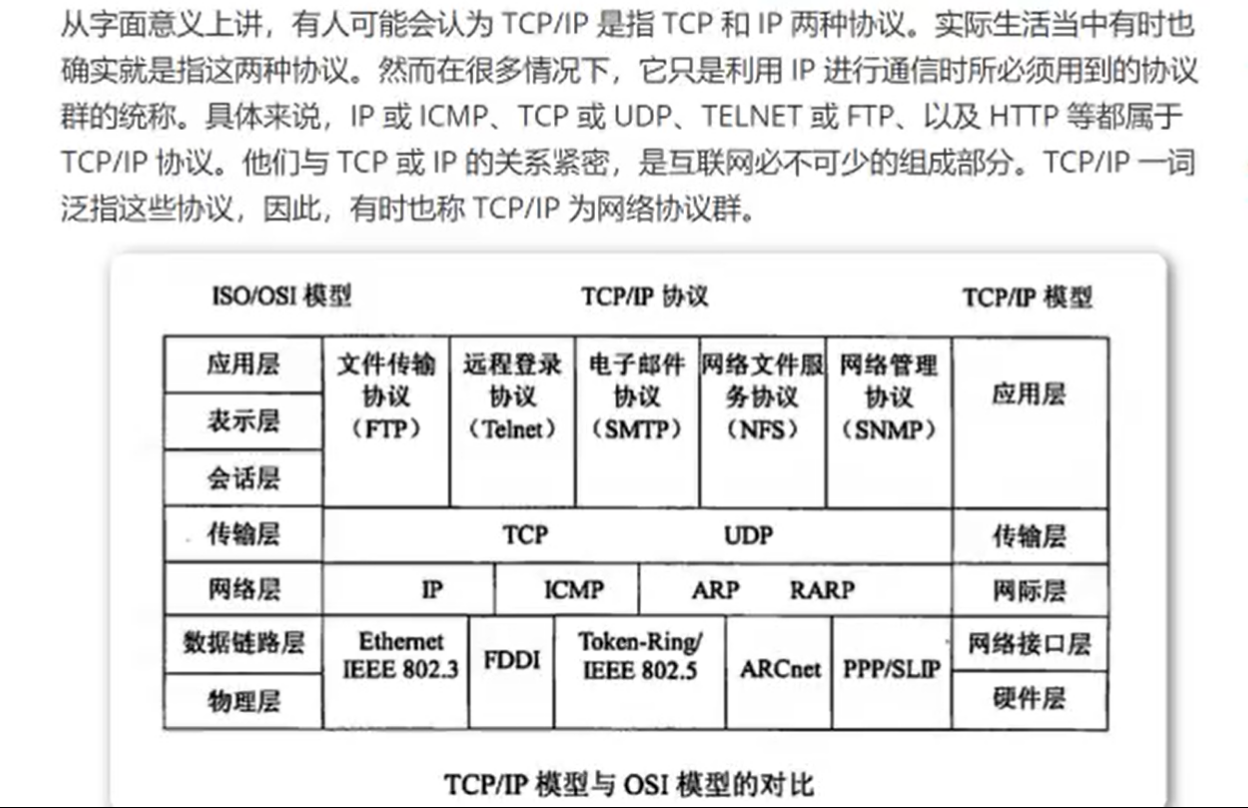 从字面意义上讲，有人可能会认为 TCP/IP 是指 TCP 和 IP 两种协议。实际生活当中有时也
确实就是指这两种协议。然而在很多情况下，它只是利用 IP 进行通信时所必须用到的协议
群的统称。具体来说，IP 或 ICMP、TCP 或 UDP、TELNET 或 FTP、以及 HTTP 等都属于
TCP/IP 协议。他们与 TCP 或 IP 的关系紧密，是互联网必不可少的组成部分。TCP/IP 一词
泛指这些协议，因此，有时也称 TCP/IP 为网络协议群。
ISO/OSI 模型 TCP/IP 协议 TCP/IP 模型
应用层
表示层
会话层
文件传输
协议
（FTP）
远程登录
协议
（Telnet）
电子邮件
协议
（SMTP）
网络文件服
务协议
（NFS）
网络管理
协议
（SNMP）
应用层
传输层 TCP UDP 传输层
网络层 IP ICMP ARP RARP 网际层
数据链路层
物理层
Ethernet
IEEE 802.3
FDDI
Token-Ring/
IEEE 802.5
ARCnet
PPP/SLIP
网络接口层
硬件层
TCP/IP 模型与 OSI 模型的对比